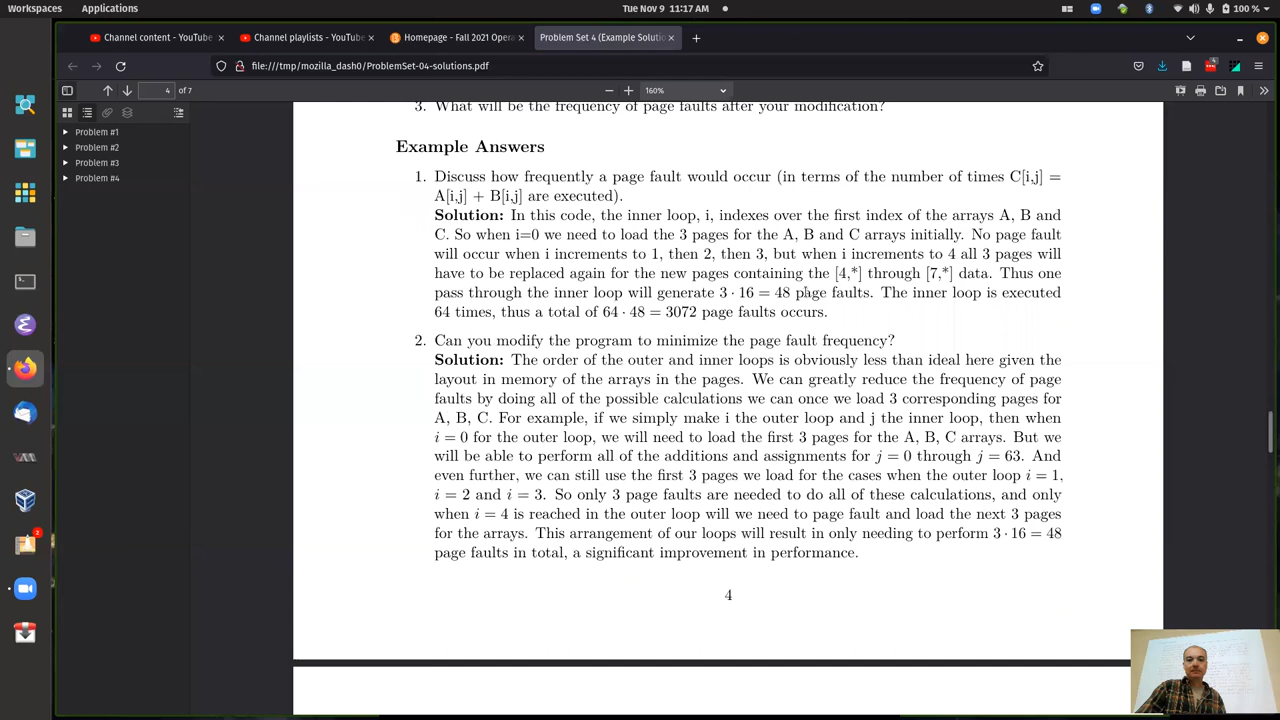 Workspaces Applications Tue Nov 9 11:17 AM 100 %
Channel content - YouTube Channel playlists - YouTube Homepage - Fall 2021 Opera Problem Set 4 (Example Solutio
file:///tmp/mozilla_dash0/ProblemSet-04-solutions.pdf
4 of 7 160%
Problem #1
Problem #2
Problem #3
Problem #4
3. What will be the frequency of page faults after your modification?
Example Answers
1. Discuss how frequently a page fault would occur (in terms of the number of times C[i,j] =
A[i,j] + B[i,j] are executed).
Solution: In this code, the inner loop, i, indexes over the first index of the arrays A, B and
C. So when i=0 we need to load the 3 pages for the A, B and C arrays initially. No page fault
will occur when i increments to 1, then 2, then 3, but when i increments to 4 all 3 pages will
have to be replaced again for the new pages containing the [4,*] through [7,*] data. Thus one
pass through the inner loop will generate 3 · 16 = 48 page faults. The inner loop is executed
64 times, thus a total of 64 · 48 = 3072 page faults occurs.
2. Can you modify the program to minimize the page fault frequency?
Solution: The order of the outer and inner loops is obviously less than ideal here given the
layout in memory of the arrays in the pages. We can greatly reduce the frequency of page
faults by doing all of the possible calculations we can once we load 3 corresponding pages for
A, B, C. For example, if we simply make i the outer loop and j the inner loop, then when
i = 0 for the outer loop, we will need to load the first 3 pages for the A, B, C arrays. But we
will be able to perform all of the additions and assignments for j = 0 through j = 63. And
even further, we can still use the first 3 pages we load for the cases when the outer loop i = 1,
i = 2 and i = 3. So only 3 page faults are needed to do all of these calculations, and only
when i = 4 is reached in the outer loop will we need to page fault and load the next 3 pages
for the arrays. This arrangement of our loops will result in only needing to perform 3 · 16 = 48
page faults in total, a significant improvement in performance.
4